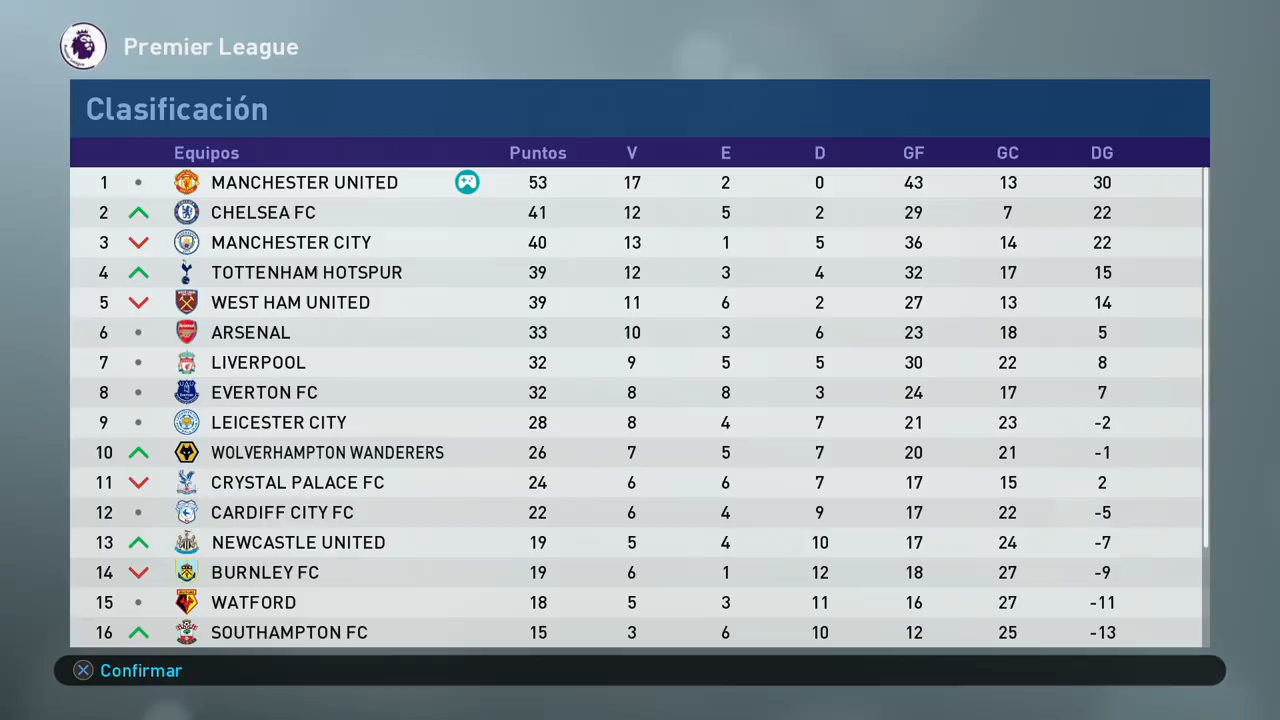 Premier League
Clasificación
Equipos Puntos V E D GF GC DG
1 MANCHESTER UNITED 53 17 2 0 43 13 30
2 CHELSEA FC 41 12 5 2 29 7 22
3 MANCHESTER CITY 40 13 1 5 36 14 22
4 TOTTENHAM HOTSPUR 39 12 3 4 32 17 15
5 WEST HAM UNITED 39 11 6 2 27 13 14
6 ARSENAL 33 10 3 6 23 18 5
7 LIVERPOOL 32 9 5 5 30 22 8
8 EVERTON FC 32 8 8 3 24 17 7
9 LEICESTER CITY 28 8 4 7 21 23 -2
10 WOLVERHAMPTON WANDERERS 26 7 5 7 20 21 -1
11 CRYSTAL PALACE FC 24 6 6 7 17 15 2
12 CARDIFF CITY FC 22 6 4 9 17 22 -5
13 NEWCASTLE UNITED 19 5 4 10 17 24 -7
14 BURNLEY FC 19 6 1 12 18 27 -9
15 WATFORD 18 5 3 11 16 27 -11
16 SOUTHAMPTON FC 15 3 6 10 12 25 -13
Confirmar